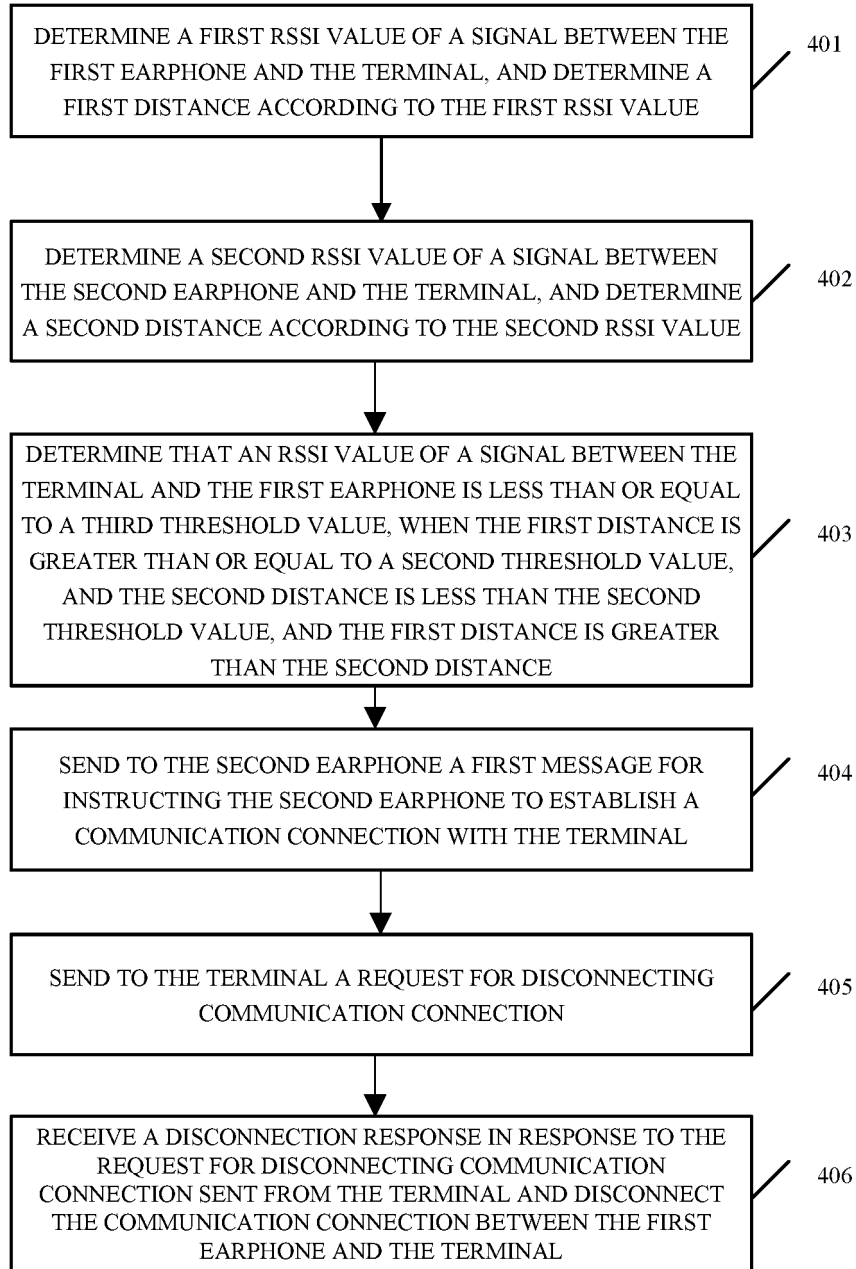 DETERMINE A FIRST RSSI VALUE OF A SIGNAL BETWEEN THE
FIRST EARPHONE AND THE TERMINAL, AND DETERMINE A
FIRST DISTANCE ACCORDING TO THE FIRST RSSI VALUE
401
DETERMINE A SECOND RSSI VALUE OF A SIGNAL BETWEEN
THE SECOND EARPHONE AND THE TERMINAL, AND DETERMINE
A SECOND DISTANCE ACCORDING TO THE SECOND RSSI VALUE
402
DETERMINE THAT AN RSSI VALUE OF A SIGNAL BETWEEN THE
TERMINAL AND THE FIRST EARPHONE IS LESS THAN OR EQUAL
TO A THIRD THRESHOLD VALUE, WHEN THE FIRST DISTANCE IS
GREATER THAN OR EQUAL TO A SECOND THRESHOLD VALUE,
AND THE SECOND DISTANCE IS LESS THAN THE SECOND
THRESHOLD VALUE, AND THE FIRST DISTANCE IS GREATER
THAN THE SECOND DISTANCE
403
SEND TO THE SECOND EARPHONE A FIRST MESSAGE FOR
INSTRUCTING THE SECOND EARPHONE TO ESTABLISH A
COMMUNICATION CONNECTION WITH THE TERMINAL
404
SEND TO THE TERMINAL A REQUEST FOR DISCONNECTING
COMMUNICATION CONNECTION
405
RECEIVE A DISCONNECTION RESPONSE IN RESPONSE TO THE
REQUEST FOR DISCONNECTING COMMUNICATION
CONNECTION SENT FROM THE TERMINAL AND DISCONNECT
THE COMMUNICATION CONNECTION BETWEEN THE FIRST
EARPHONE AND THE TERMINAL
406